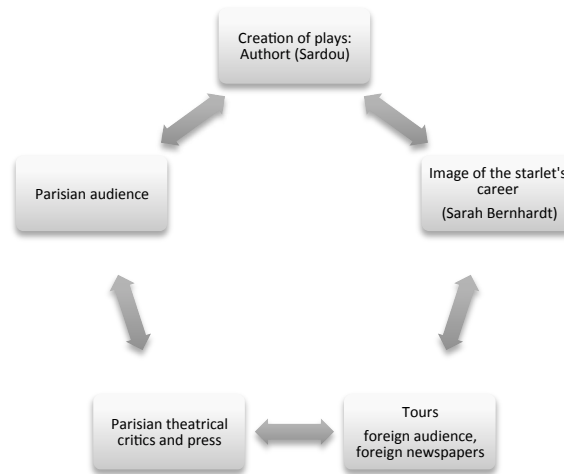 Creation of plays:
Authort (Sardou)
Parisian audience
Image of the starlet's
career
(Sarah Bernhardt)
Parisian theatrical
critics and press
Tours
foreign audience,
foreign newspapers